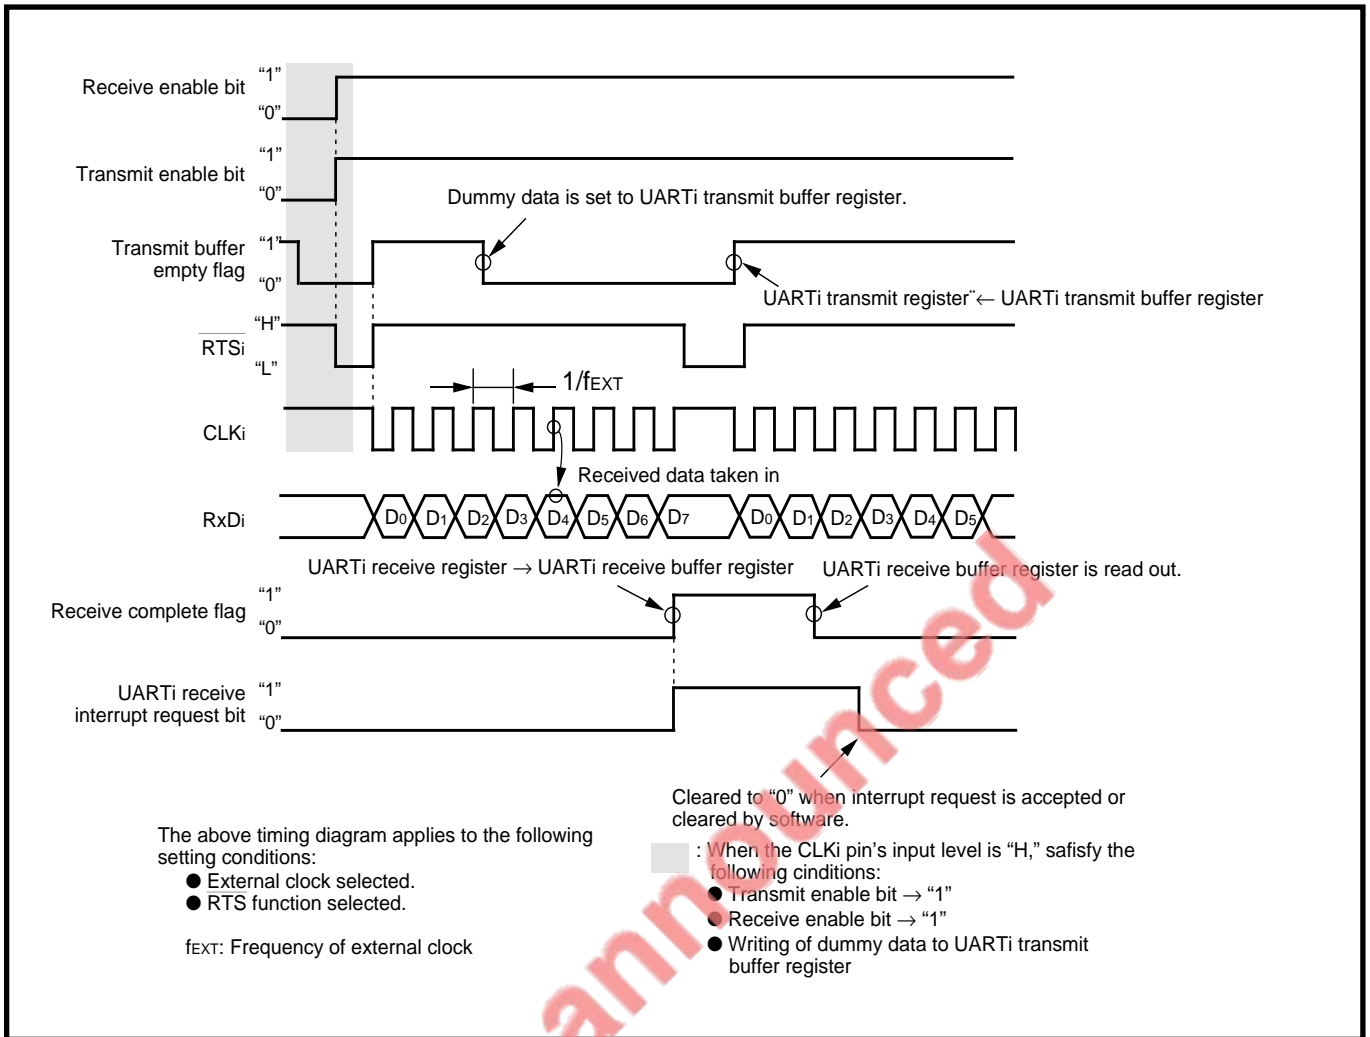 Receive enable bit “1”
“0”
Transmit enable bit “1”
“0”
Dummy data is set to UARTi transmit buffer register.
Transmit buffer “1”
empty flag “0”
UARTi transmit register¨← UARTi transmit buffer register
RTSi “H”
“L”
1/fEXT
CLKi
Received data taken in
RxDi D0 D1 D2 D3 D4 D5 D6 D7 D0 D1 D2 D3 D4 D5
UARTi receive register → UARTi receive buffer register UARTi receive buffer register is read out.
Receive complete flag “1”
“0”
UARTi receive “1”
interrupt request bit “0”
Cleared to “0” when interrupt request is accepted or
cleared by software.
The above timing diagram applies to the following
setting conditions:
● External clock selected.
● RTS function selected.
fEXT: Frequency of external clock
: When the CLKi pin’s input level is “H,” safisfy the
following cinditions:
● Transmit enable bit → “1”
● Receive enable bit → “1”
● Writing of dummy data to UARTi transmit
buffer register
announced